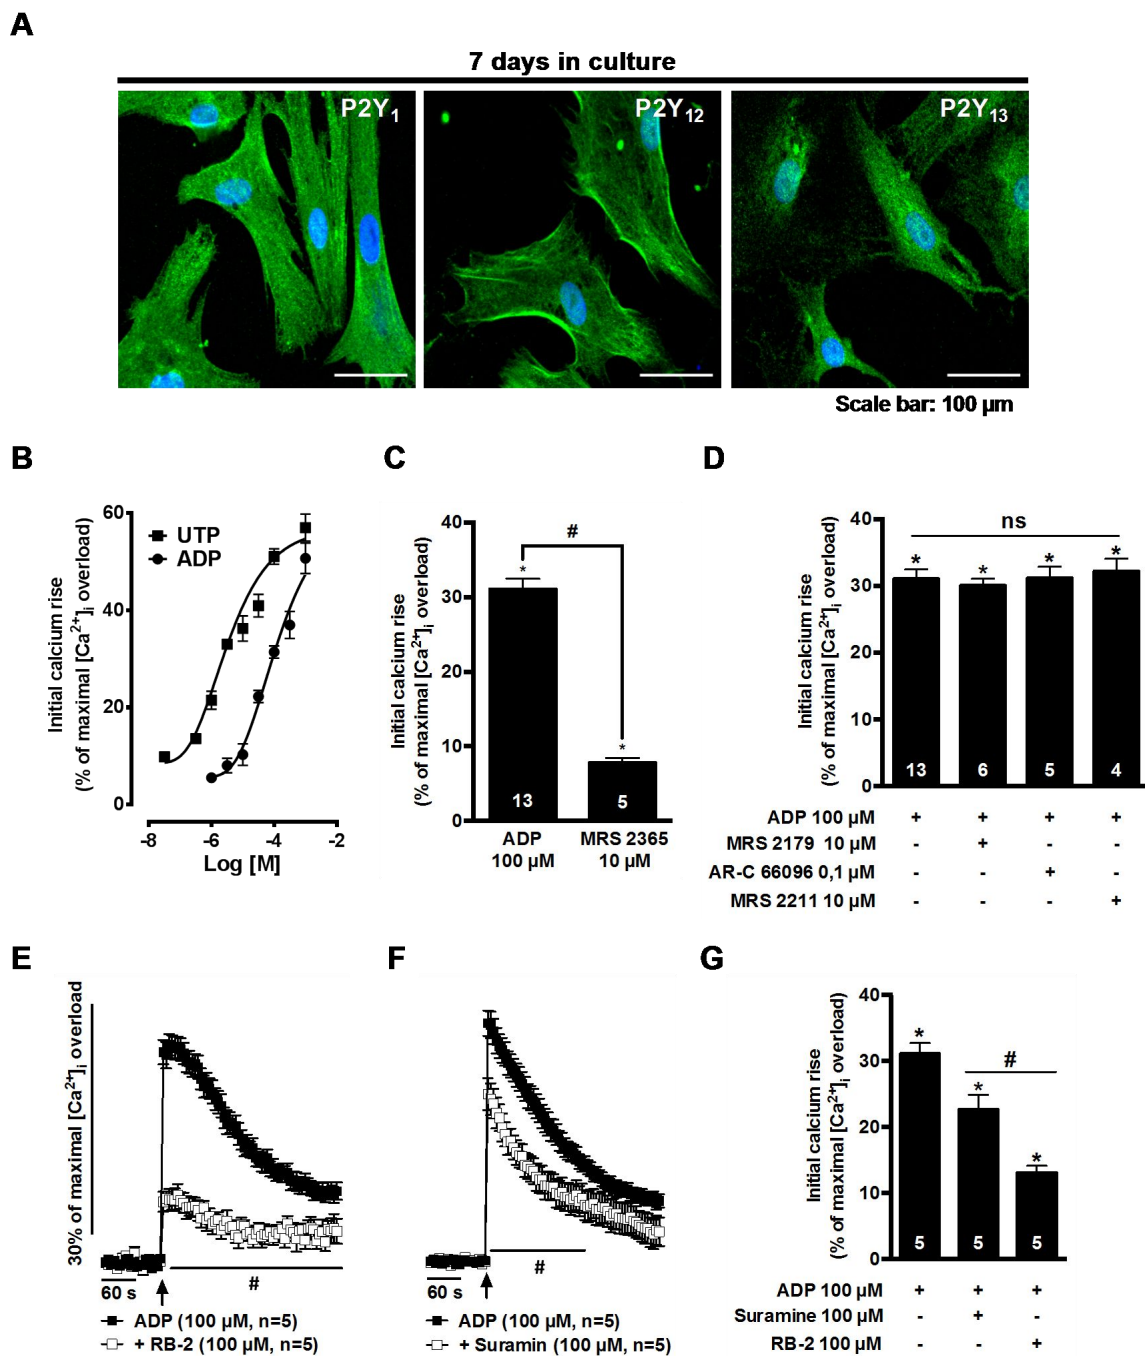 A
7 days in culture
P2Y1
P2Y12
P2Y13
Scale bar: 100 µm
B
Initial calcium rise
(% of maximal [Ca2+]i overload)
60
40
20
0
UTP
ADP
-8
-6
-4
-2
Log [M]
C
Initial calcium rise
(% of maximal [Ca2+]i overload)
40
30
20
10
0
#
*
*
13
5
ADP
100 µM
MRS 2365
10 µM
D
Initial calcium rise
(% of maximal [Ca2+]i overload)
40
30
20
10
0
ns
* * * *
13 6 5 4
ADP 100 µM + + + +
MRS 2179 10 µM - + - -
AR-C 66096 0,1 µM - - + -
MRS 2211 10 µM - - - +
E
30% of maximal [Ca2+]i overload
60 s
#
ADP (100 µM, n=5)
+ RB-2 (100 µM, n=5)
F
60 s
#
ADP (100 µM, n=5)
+ Suramin (100 µM, n=5)
G
Initial calcium rise
(% of maximal [Ca2+]i overload)
40
30
20
10
0
#
* * *
5 5 5
ADP 100 µM + + +
Suramine 100 µM - + -
RB-2 100 µM - - +